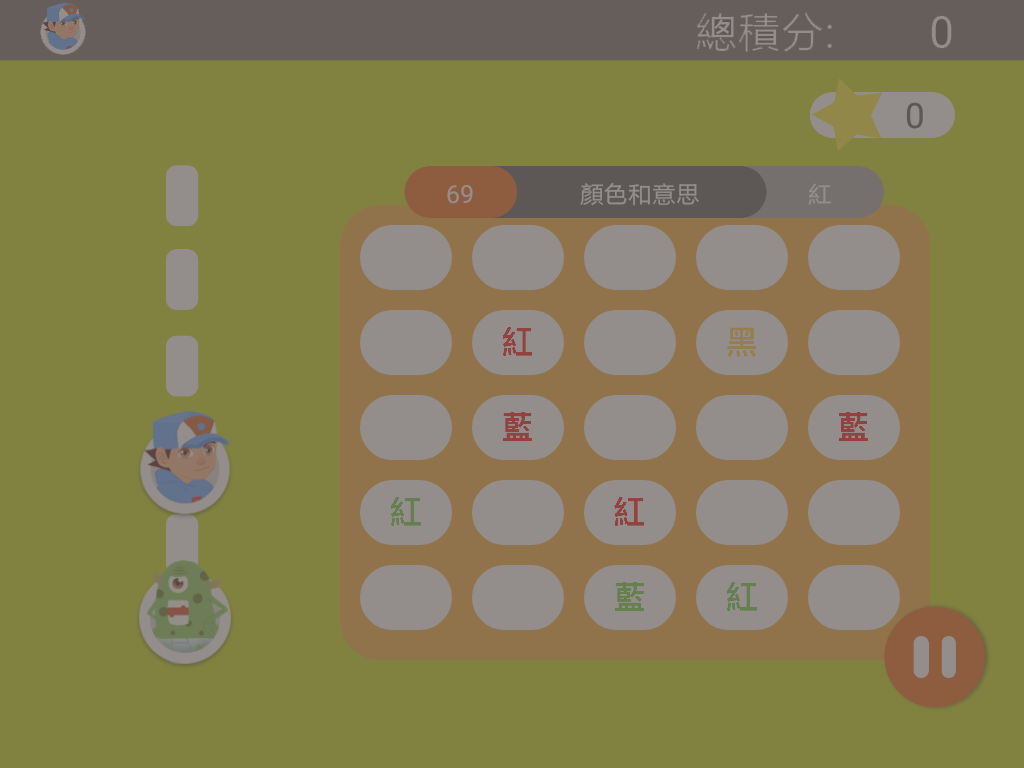 總積分: 0
0
69 顏色和意思 紅
紅 黑
藍 藍
紅 紅
藍 紅